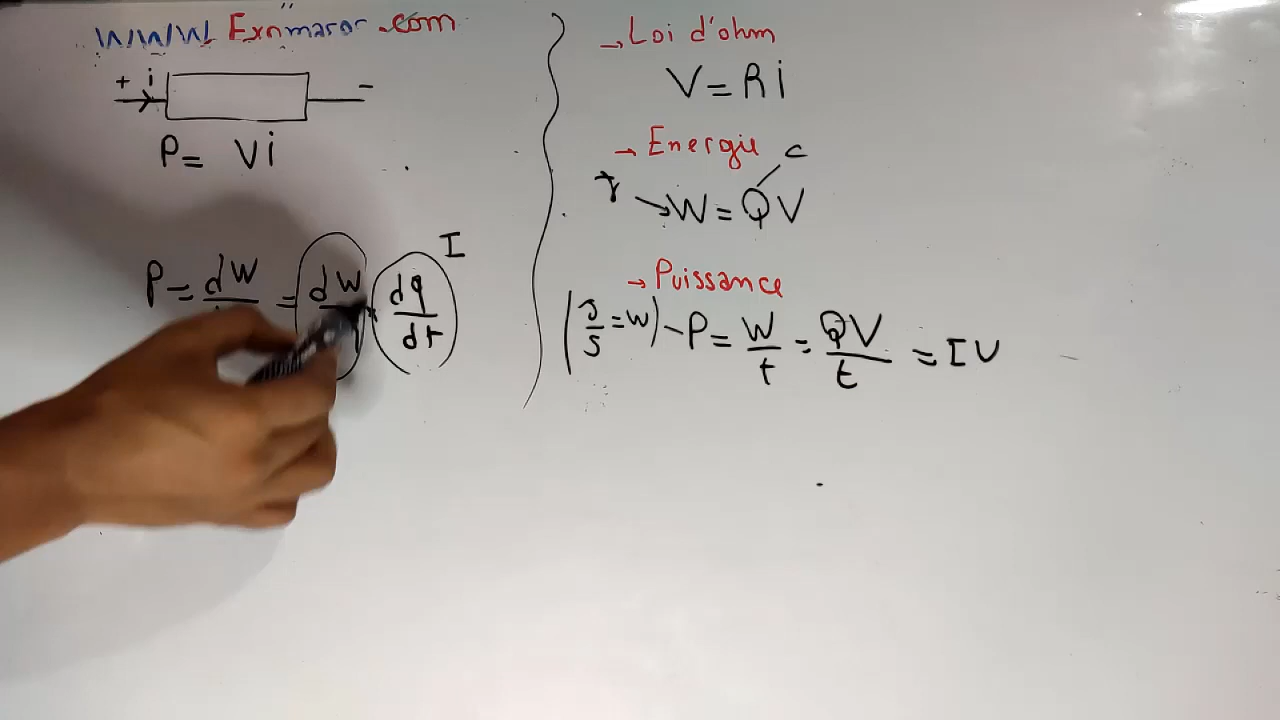 WWW Exomaroc .com
+ i -
P= Vi
P = dW = dW dq I
dt
→ Loi d'ohm
V = Ri
→ Energie C
J → W = QV
→ Puissance
(J/S = W) - P = W/t = QV/t = IV